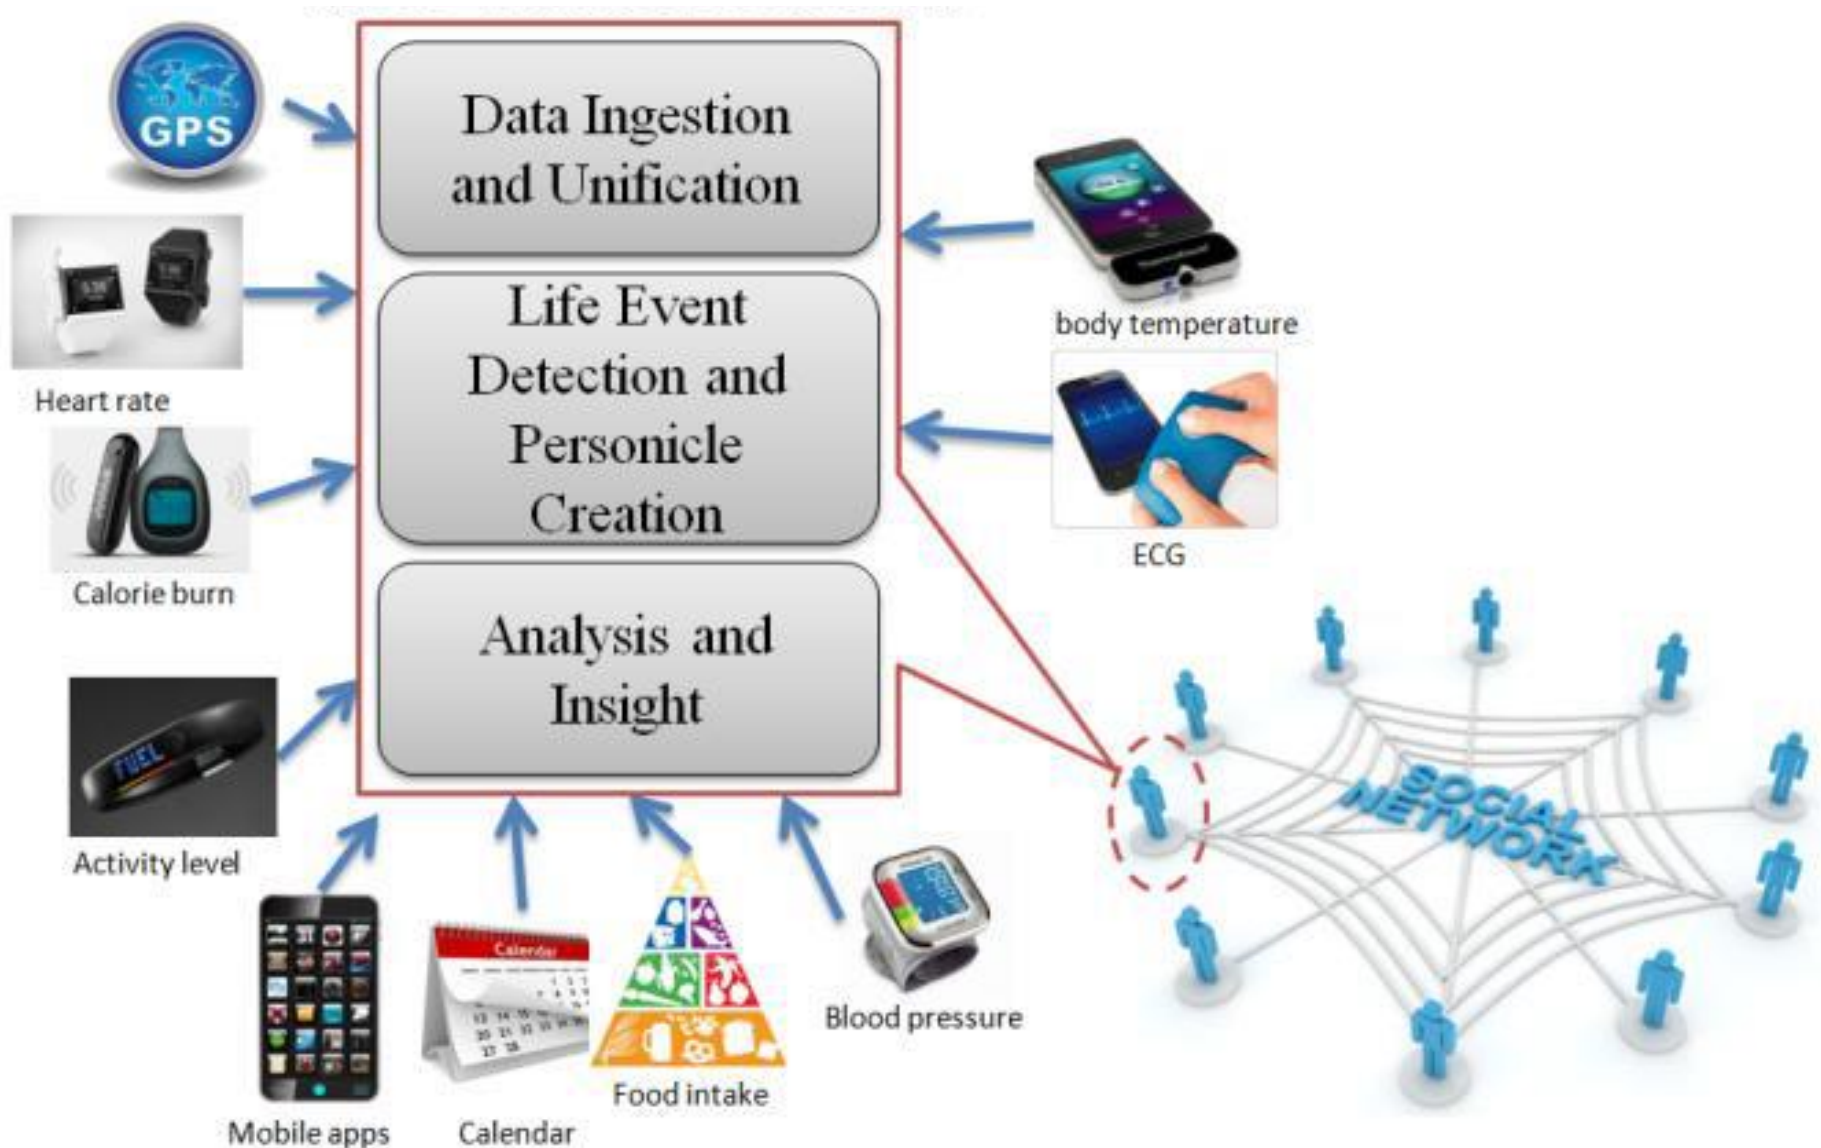 GPS
Data Ingestion
and Unification
Life Event
Detection and
Personicle
Creation
Analysis and
Insight
Heart rate
Calorie burn
FUEL
Activity level
Mobile apps
Calendar
Calendar
Food intake
Blood pressure
body temperature
ECG
SOCIAL
NETWORK